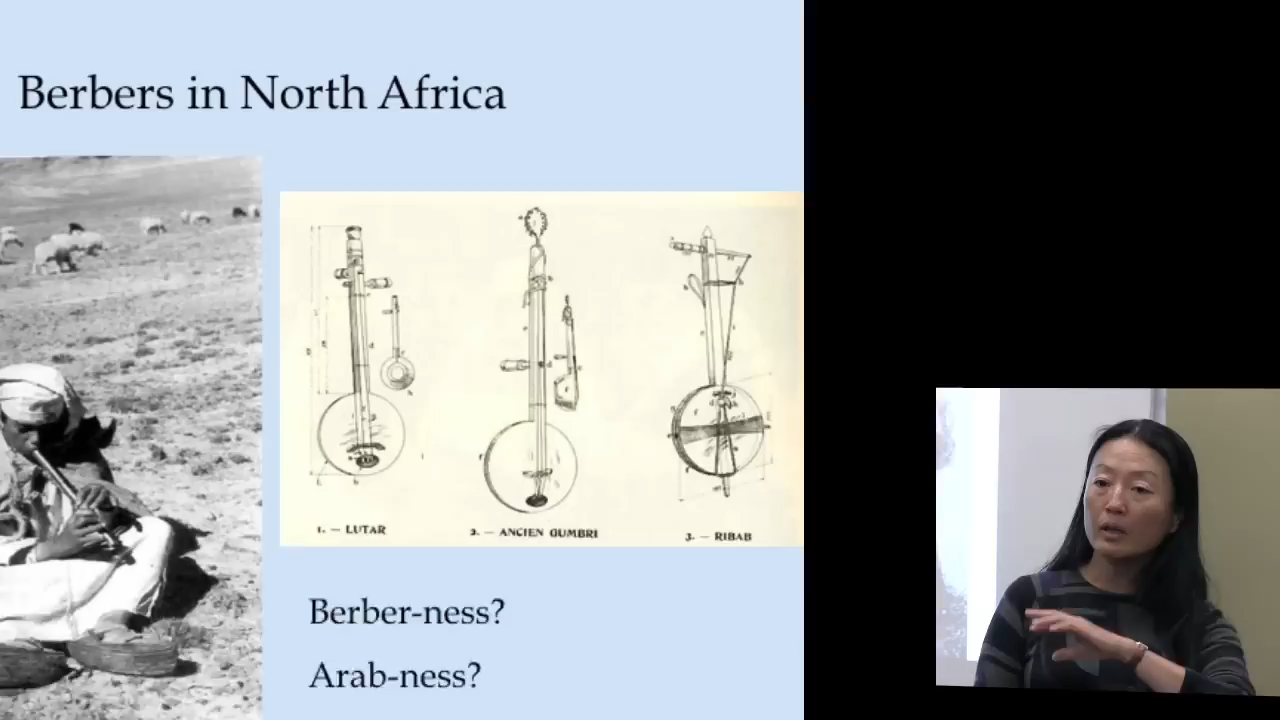 Berbers in North Africa
1. — LUTAR
2. — ANCIEN GUMBRI
3. — RIBAB
Berber-ness?
Arab-ness?